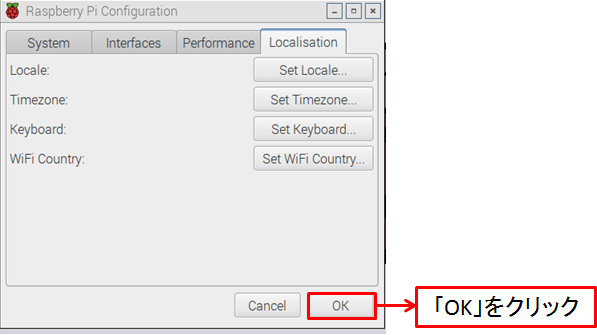 Raspberry Pi Configuration
System Interfaces Performance Localisation
Locale: Set Locale...
Timezone: Set Timezone...
Keyboard: Set Keyboard...
WiFi Country: Set WiFi Country...
Cancel OK 「OK」をクリック